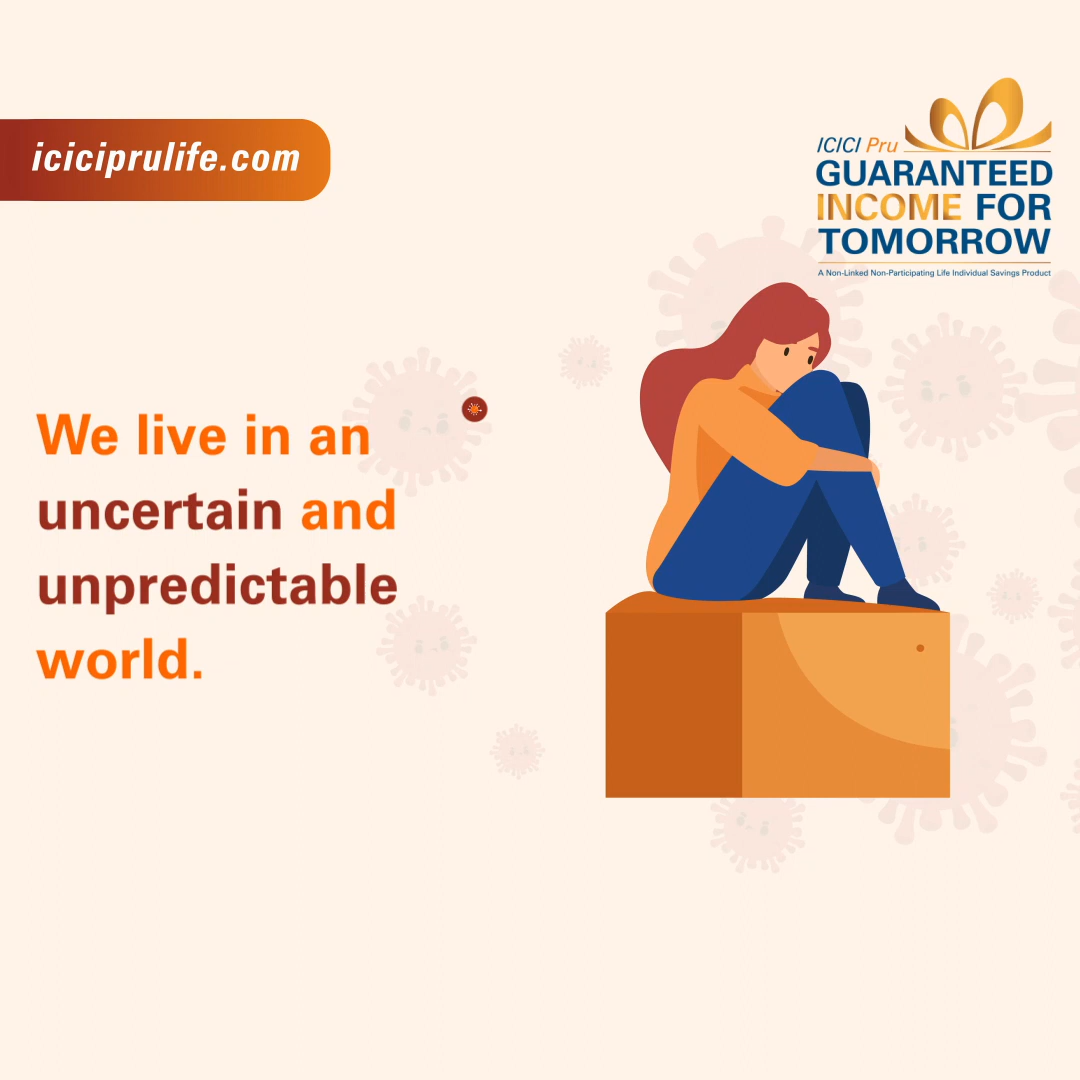 iciciprulife.com
ICICI Pru
GUARANTEED
INCOME FOR
TOMORROW
A Non-Linked Non-Participating Life Individual Savings Product
We live in an
uncertain and
unpredictable
world.